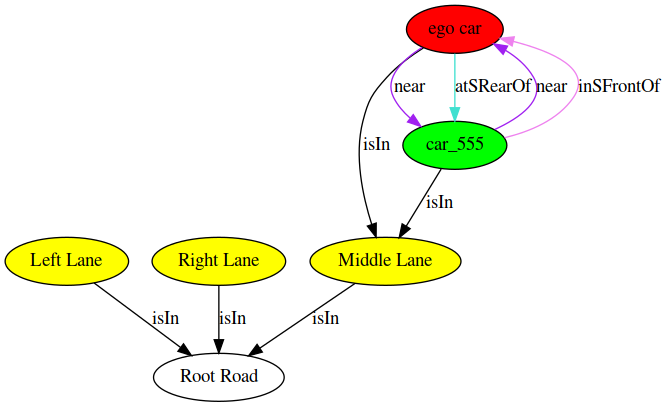 ego car
near
atSRearOf
near
inSFrontOf
isIn
car_555
isIn
Left Lane
Right Lane
Middle Lane
isIn
isIn
isIn
Root Road